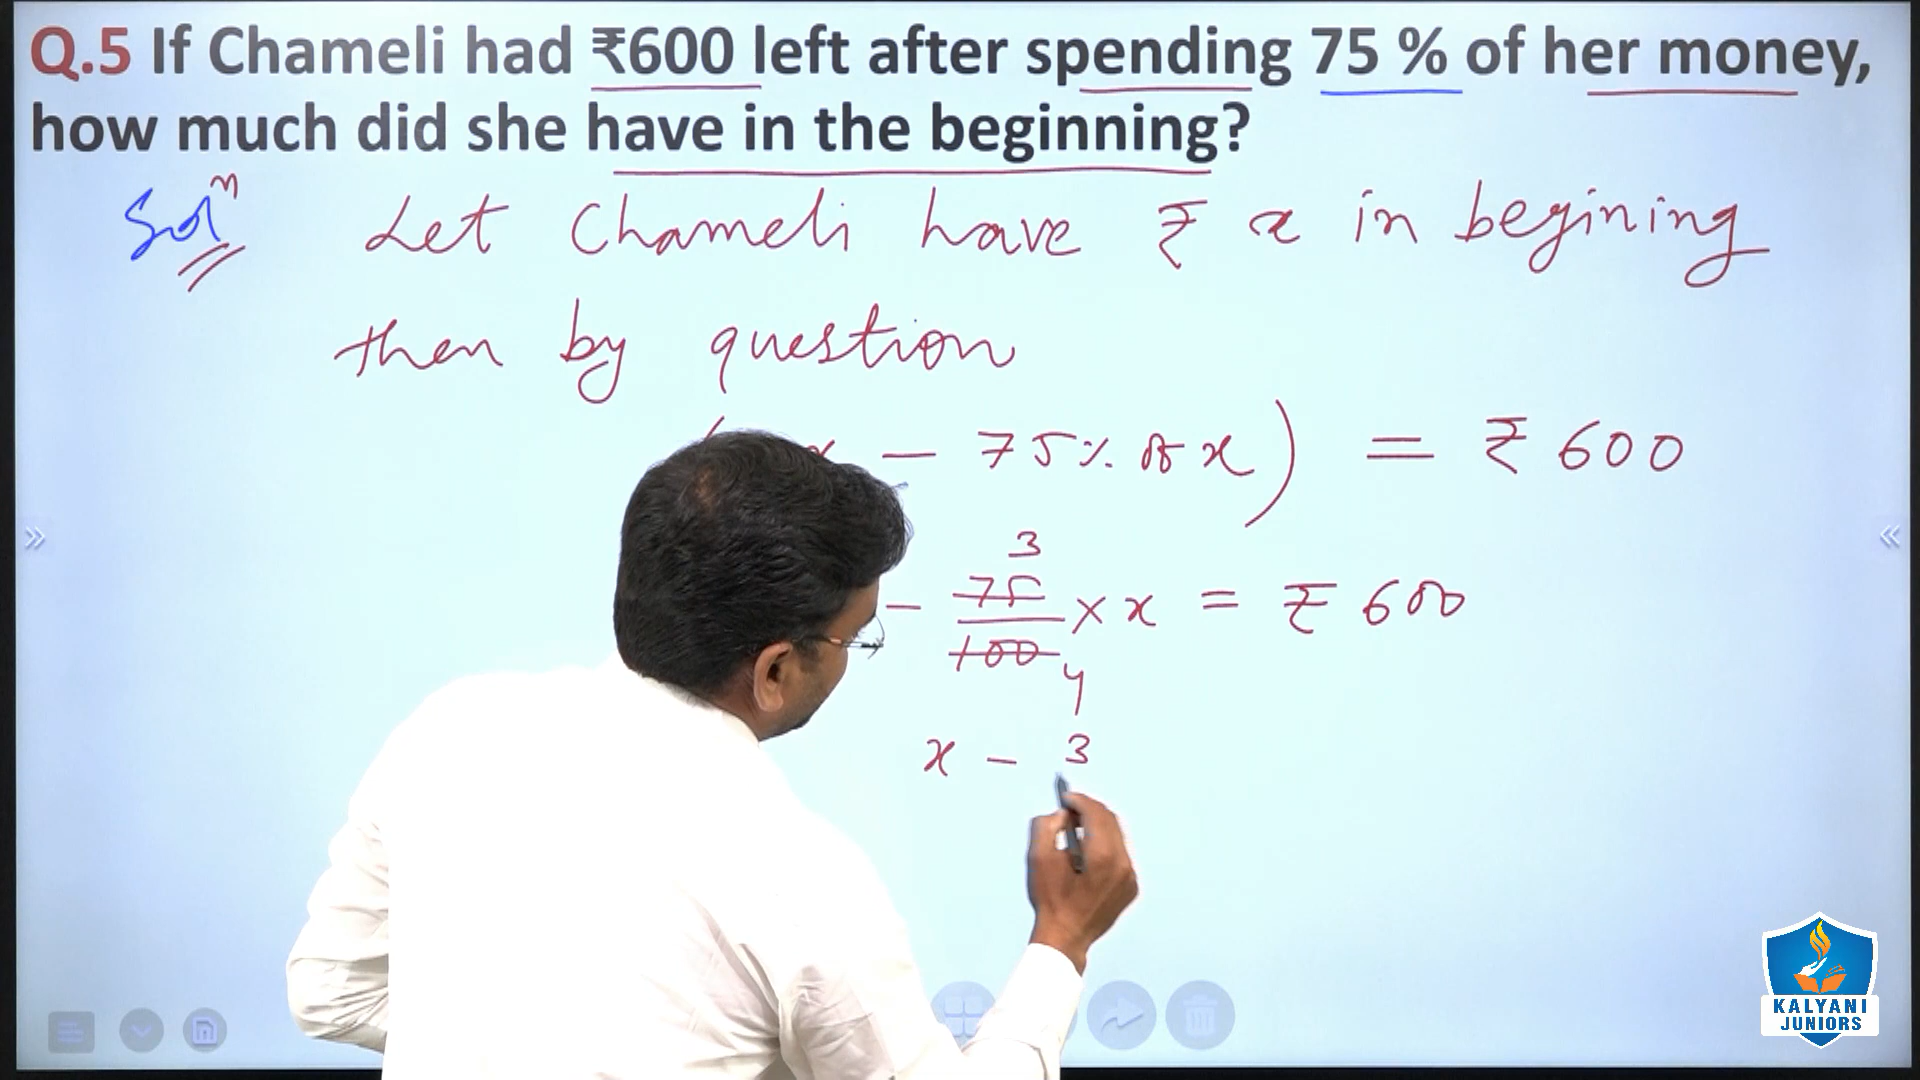 Q.5 If Chameli had ₹600 left after spending 75 % of her money,
how much did she have in the beginning?
Solⁿ Let Chameli have ₹ x in begining
then by question
x - 75% of x) = ₹ 600
3
- 75/100 × x = ₹ 600
4
x - 3
KALYANI
JUNIORS